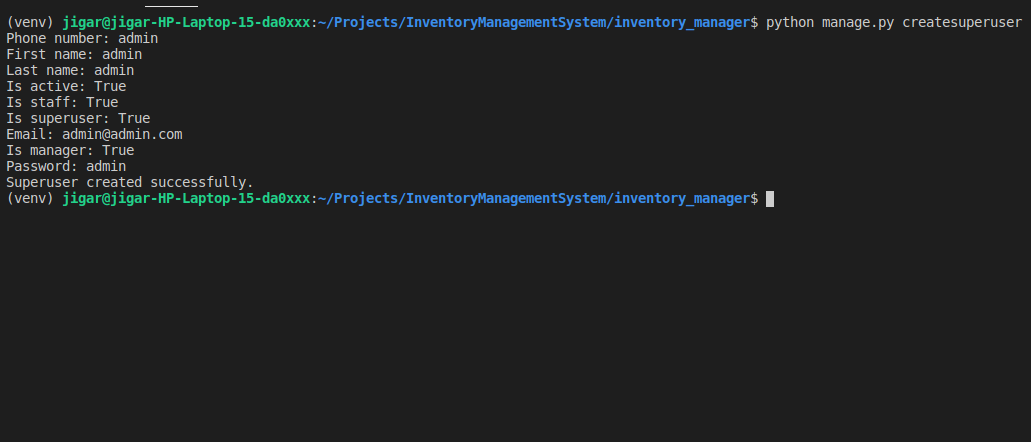 (venv) jigar@jigar-HP-Laptop-15-da0xxx:~/Projects/InventoryManagementSystem/inventory_manager$ python manage.py createsuperuser
Phone number: admin
First name: admin
Last name: admin
Is active: True
Is staff: True
Is superuser: True
Email: admin@admin.com
Is manager: True
Password: admin
Superuser created successfully.
(venv) jigar@jigar-HP-Laptop-15-da0xxx:~/Projects/InventoryManagementSystem/inventory_manager$